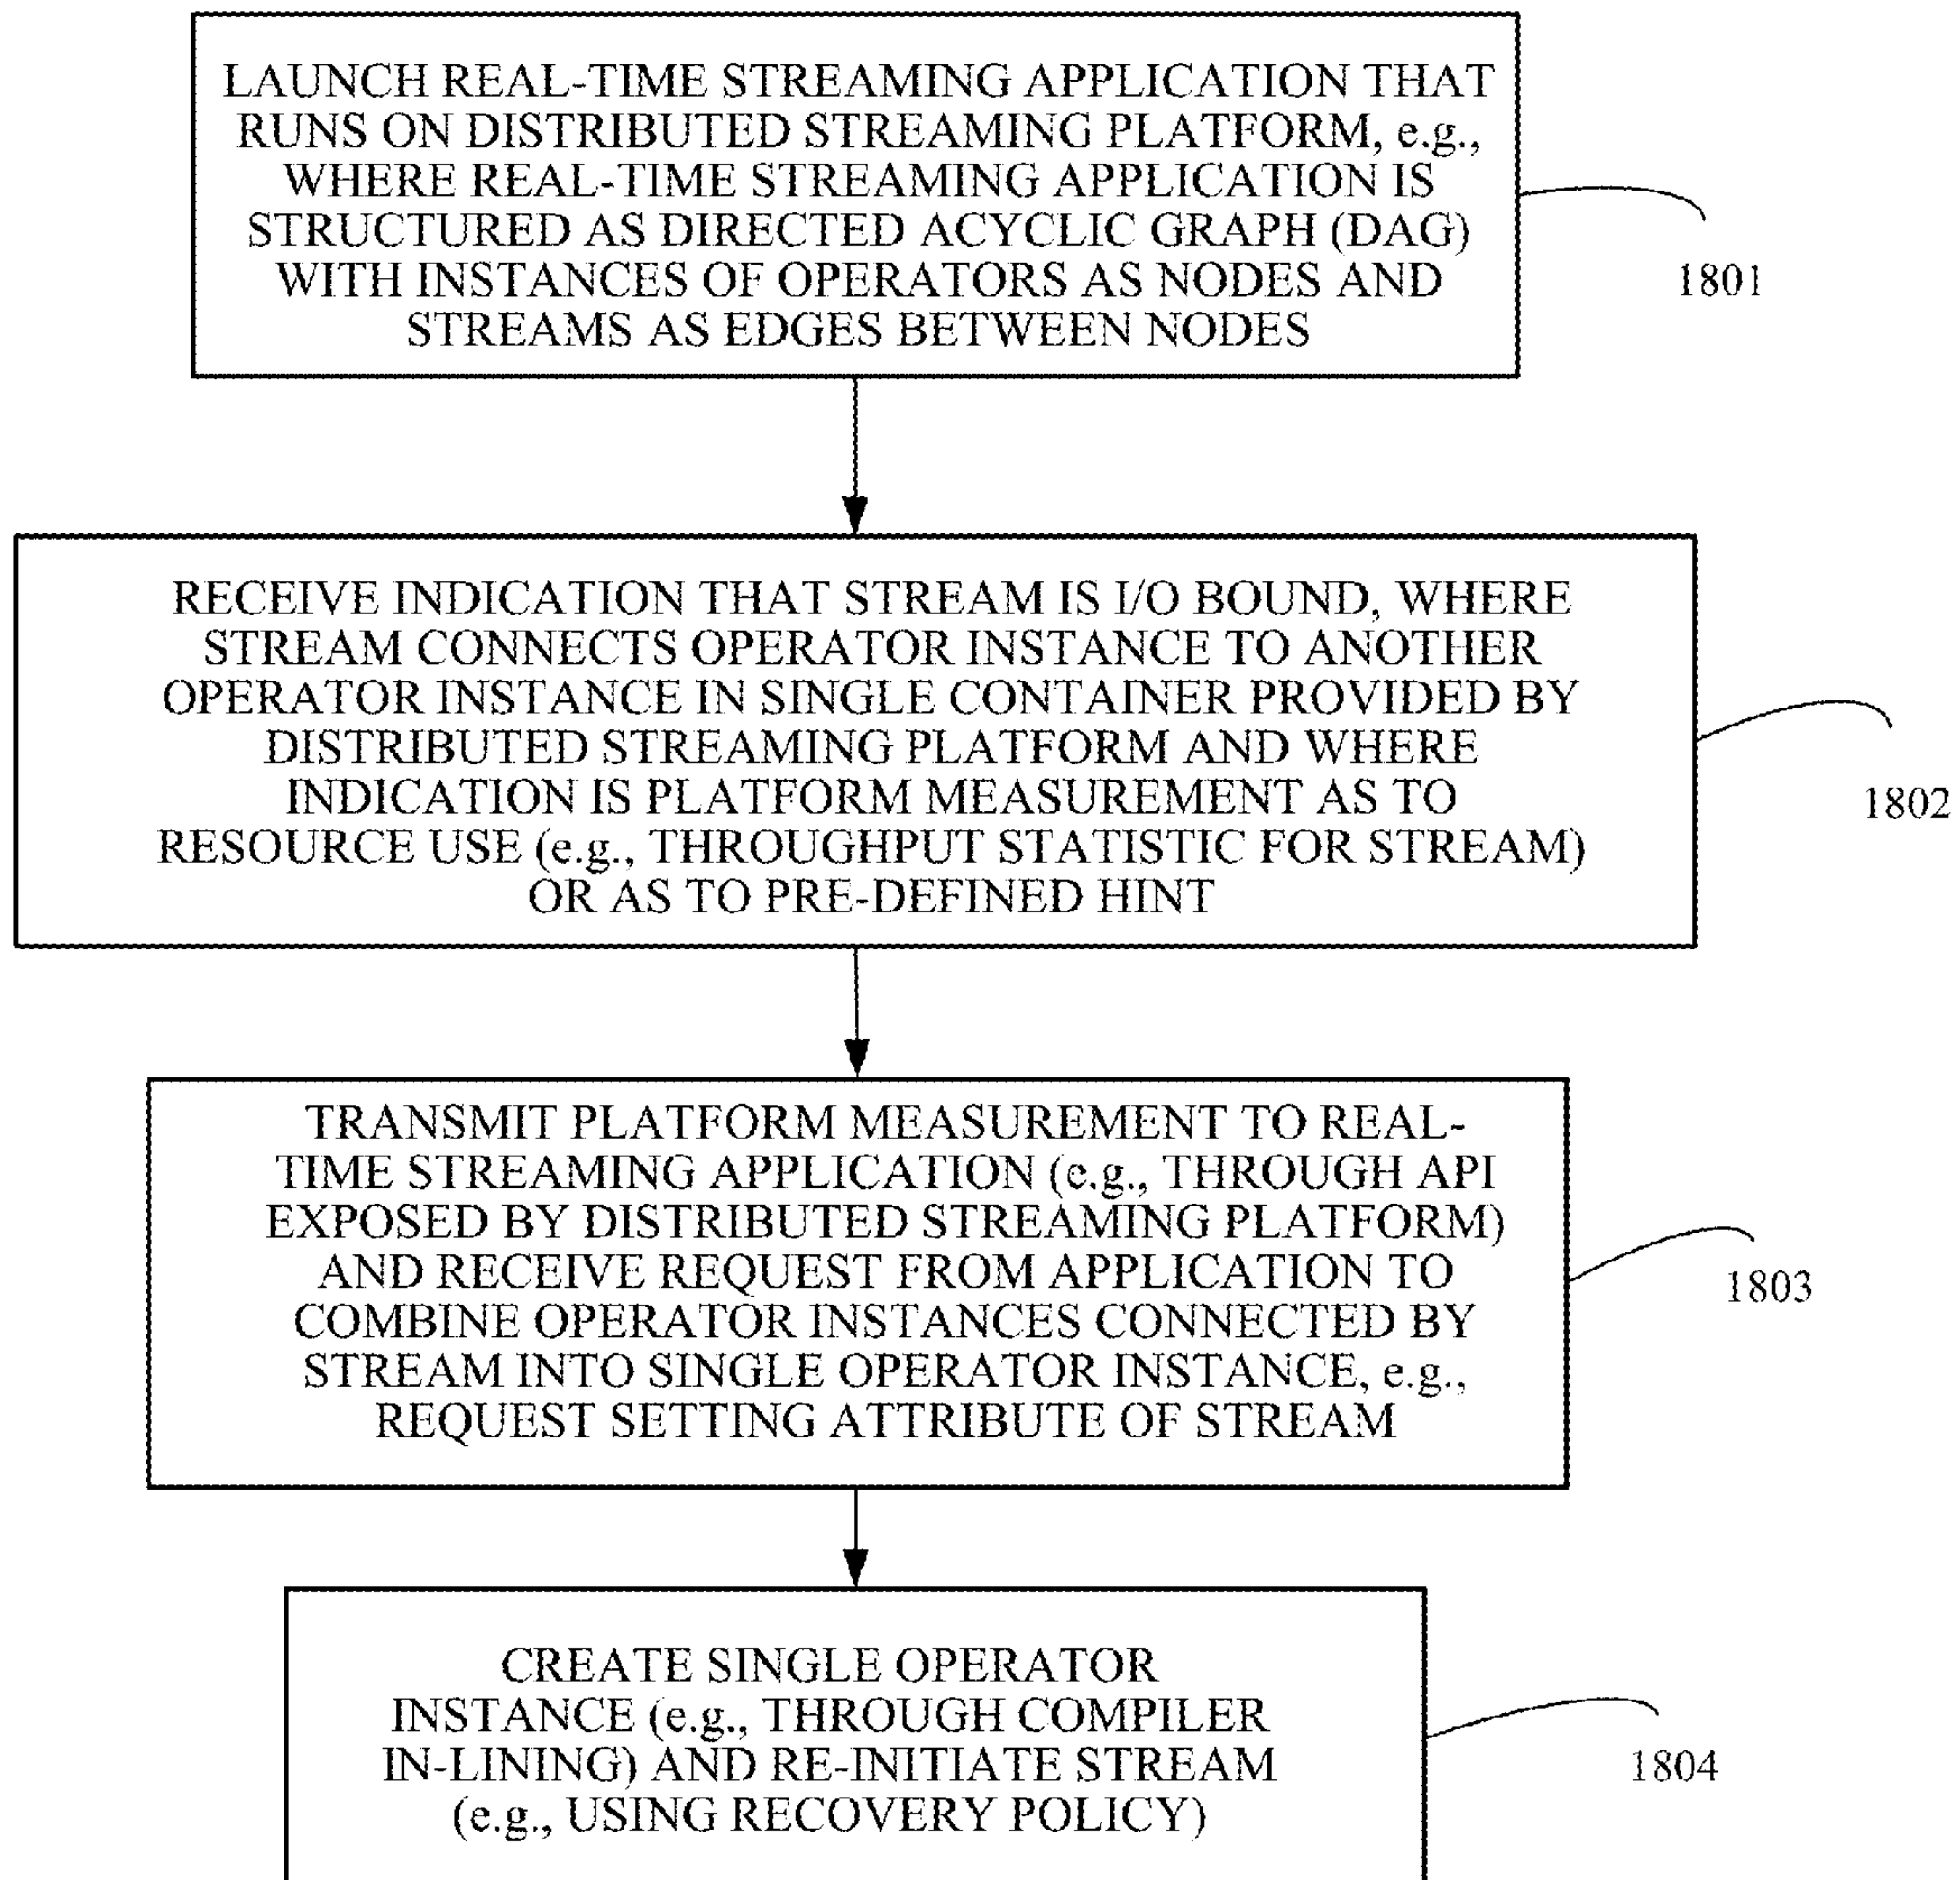 LAUNCH REAL-TIME STREAMING APPLICATION THAT
RUNS ON DISTRIBUTED STREAMING PLATFORM, e.g.,
WHERE REAL-TIME STREAMING APPLICATION IS
STRUCTURED AS DIRECTED ACYCLIC GRAPH (DAG)
WITH INSTANCES OF OPERATORS AS NODES AND
STREAMS AS EDGES BETWEEN NODES
1801
RECEIVE INDICATION THAT STREAM IS I/O BOUND, WHERE
STREAM CONNECTS OPERATOR INSTANCE TO ANOTHER
OPERATOR INSTANCE IN SINGLE CONTAINER PROVIDED BY
DISTRIBUTED STREAMING PLATFORM AND WHERE
INDICATION IS PLATFORM MEASUREMENT AS TO
RESOURCE USE (e.g., THROUGHPUT STATISTIC FOR STREAM)
OR AS TO PRE-DEFINED HINT
1802
TRANSMIT PLATFORM MEASUREMENT TO REAL-
TIME STREAMING APPLICATION (e.g., THROUGH API
EXPOSED BY DISTRIBUTED STREAMING PLATFORM)
AND RECEIVE REQUEST FROM APPLICATION TO
COMBINE OPERATOR INSTANCES CONNECTED BY
STREAM INTO SINGLE OPERATOR INSTANCE, e.g.,
REQUEST SETTING ATTRIBUTE OF STREAM
1803
CREATE SINGLE OPERATOR
INSTANCE (e.g., THROUGH COMPILER
IN-LINING) AND RE-INITIATE STREAM
(e.g., USING RECOVERY POLICY)
1804